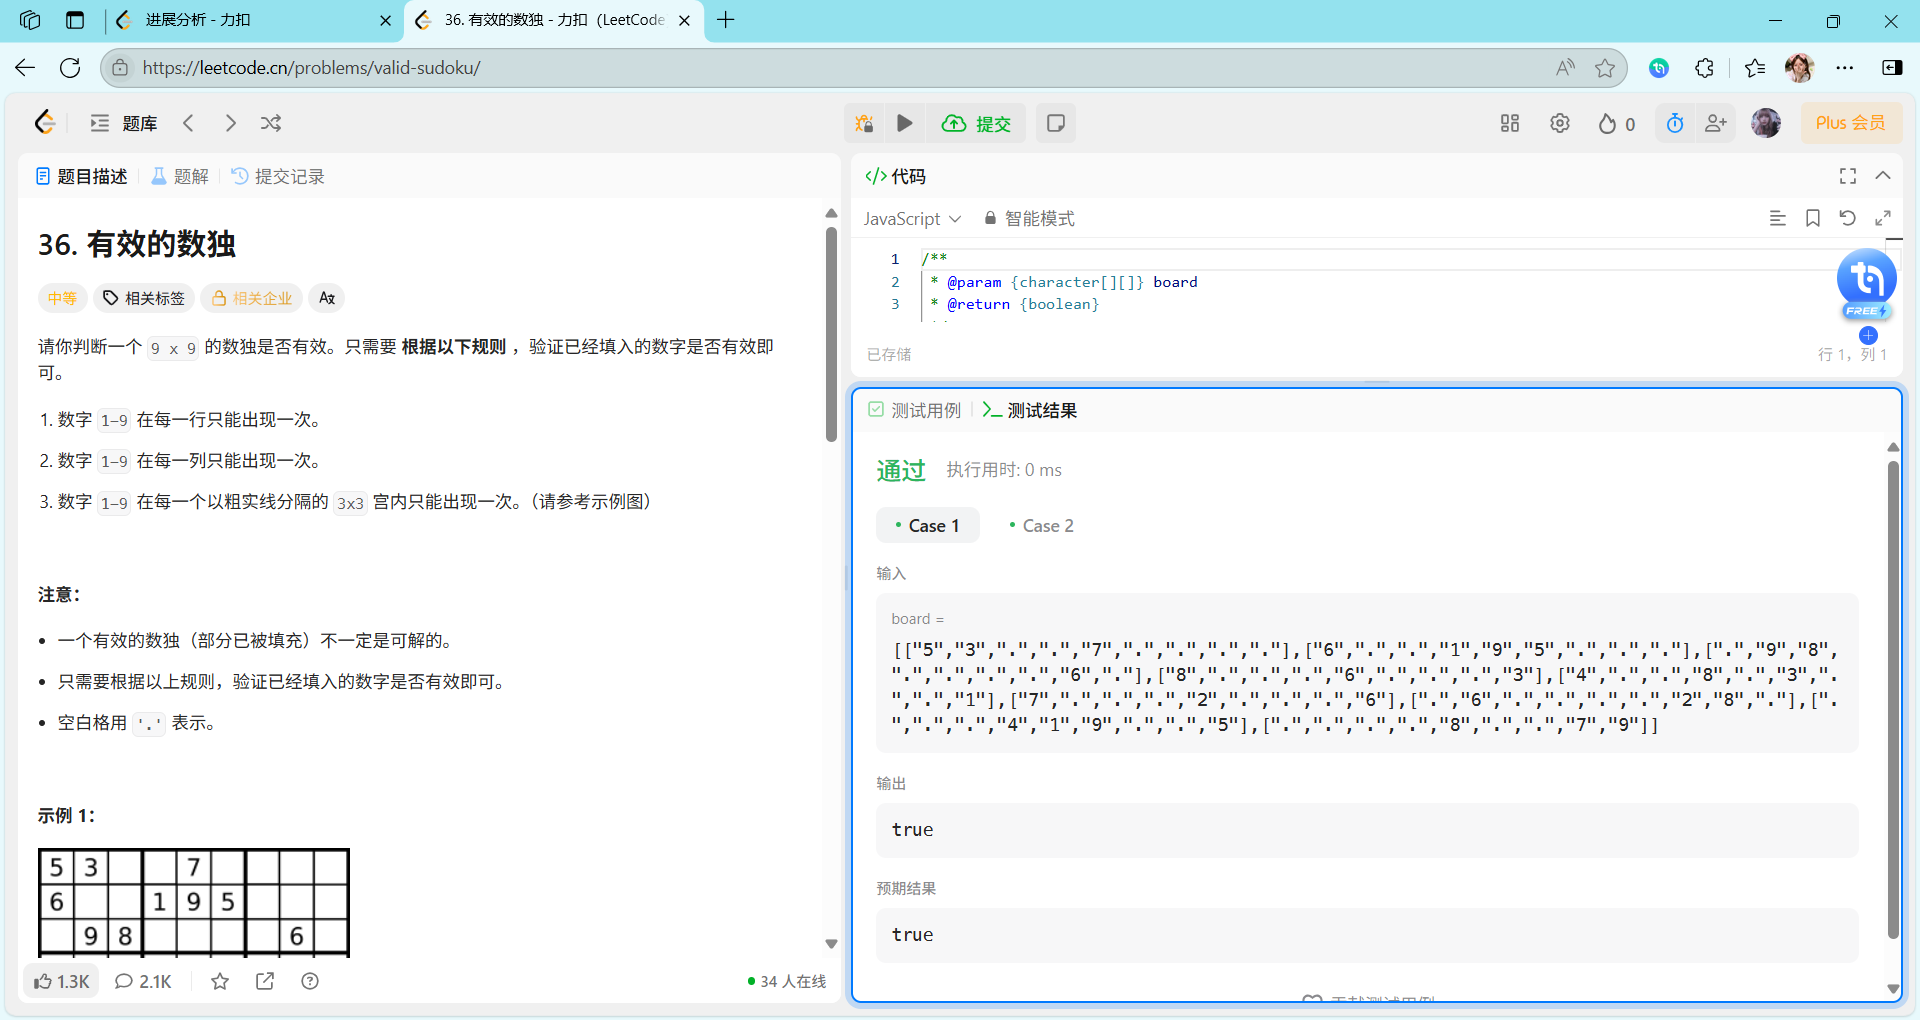 进展分析 - 力扣
36. 有效的数独 - 力扣（LeetCode
https://leetcode.cn/problems/valid-sudoku/
题库
提交
0
Plus 会员
题目描述
题解
提交记录
36. 有效的数独
中等
相关标签
相关企业
请你判断一个 9 x 9 的数独是否有效。只需要 根据以下规则 ，验证已经填入的数字是否有效即
可。
1. 数字 1-9 在每一行只能出现一次。
2. 数字 1-9 在每一列只能出现一次。
3. 数字 1-9 在每一个以粗实线分隔的 3x3 宫内只能出现一次。（请参考示例图）
注意：
• 一个有效的数独（部分已被填充）不一定是可解的。
• 只需要根据以上规则，验证已经填入的数字是否有效即可。
• 空白格用 '.' 表示。
示例 1：
5 3 7
6 1 9 5
9 8 6
1.3K
2.1K
34 人在线
代码
JavaScript
智能模式
1 /**
2 * @param {character[][]} board
3 * @return {boolean}
FREE
已存储
行 1，列 1
测试用例
测试结果
通过
执行用时: 0 ms
• Case 1
• Case 2
输入
board =
[["5","3",".",".","7",".",".",".","."],["6",".",".","1","9","5",".",".","."],[".","9","8",
".",".",".",".","6","."],["8",".",".",".","6",".",".",".","3"],["4",".",".","8",".","3",".
",".","1"],["7",".",".",".","2",".",".",".","6"],[".","6",".",".",".",".","2","8","."],[".
",".",".","4","1","9",".",".","5"],[".",".",".",".","8",".",".","7","9"]]
输出
true
预期结果
true
贡献测试用例